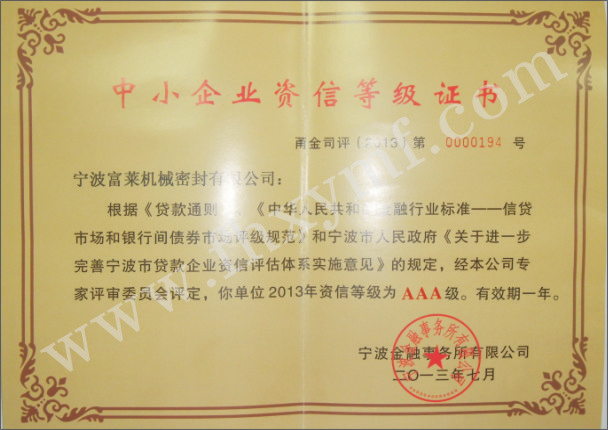 中小企业资信等级证书
甬金司评〔2013〕第 0000194 号
宁波富莱机械密封有限公司：
根据《贷款通则》、《中华人民共和国金融行业标准——信贷
市场和银行间债券市场评级规范》和宁波市人民政府《关于进一步
完善宁波市贷款企业资信评估体系实施意见》的规定，经本公司专
家评审委员会评定，你单位2013年资信等级为AAA级。有效期一年。
宁波金融事务所有限公司
二〇一三年七月